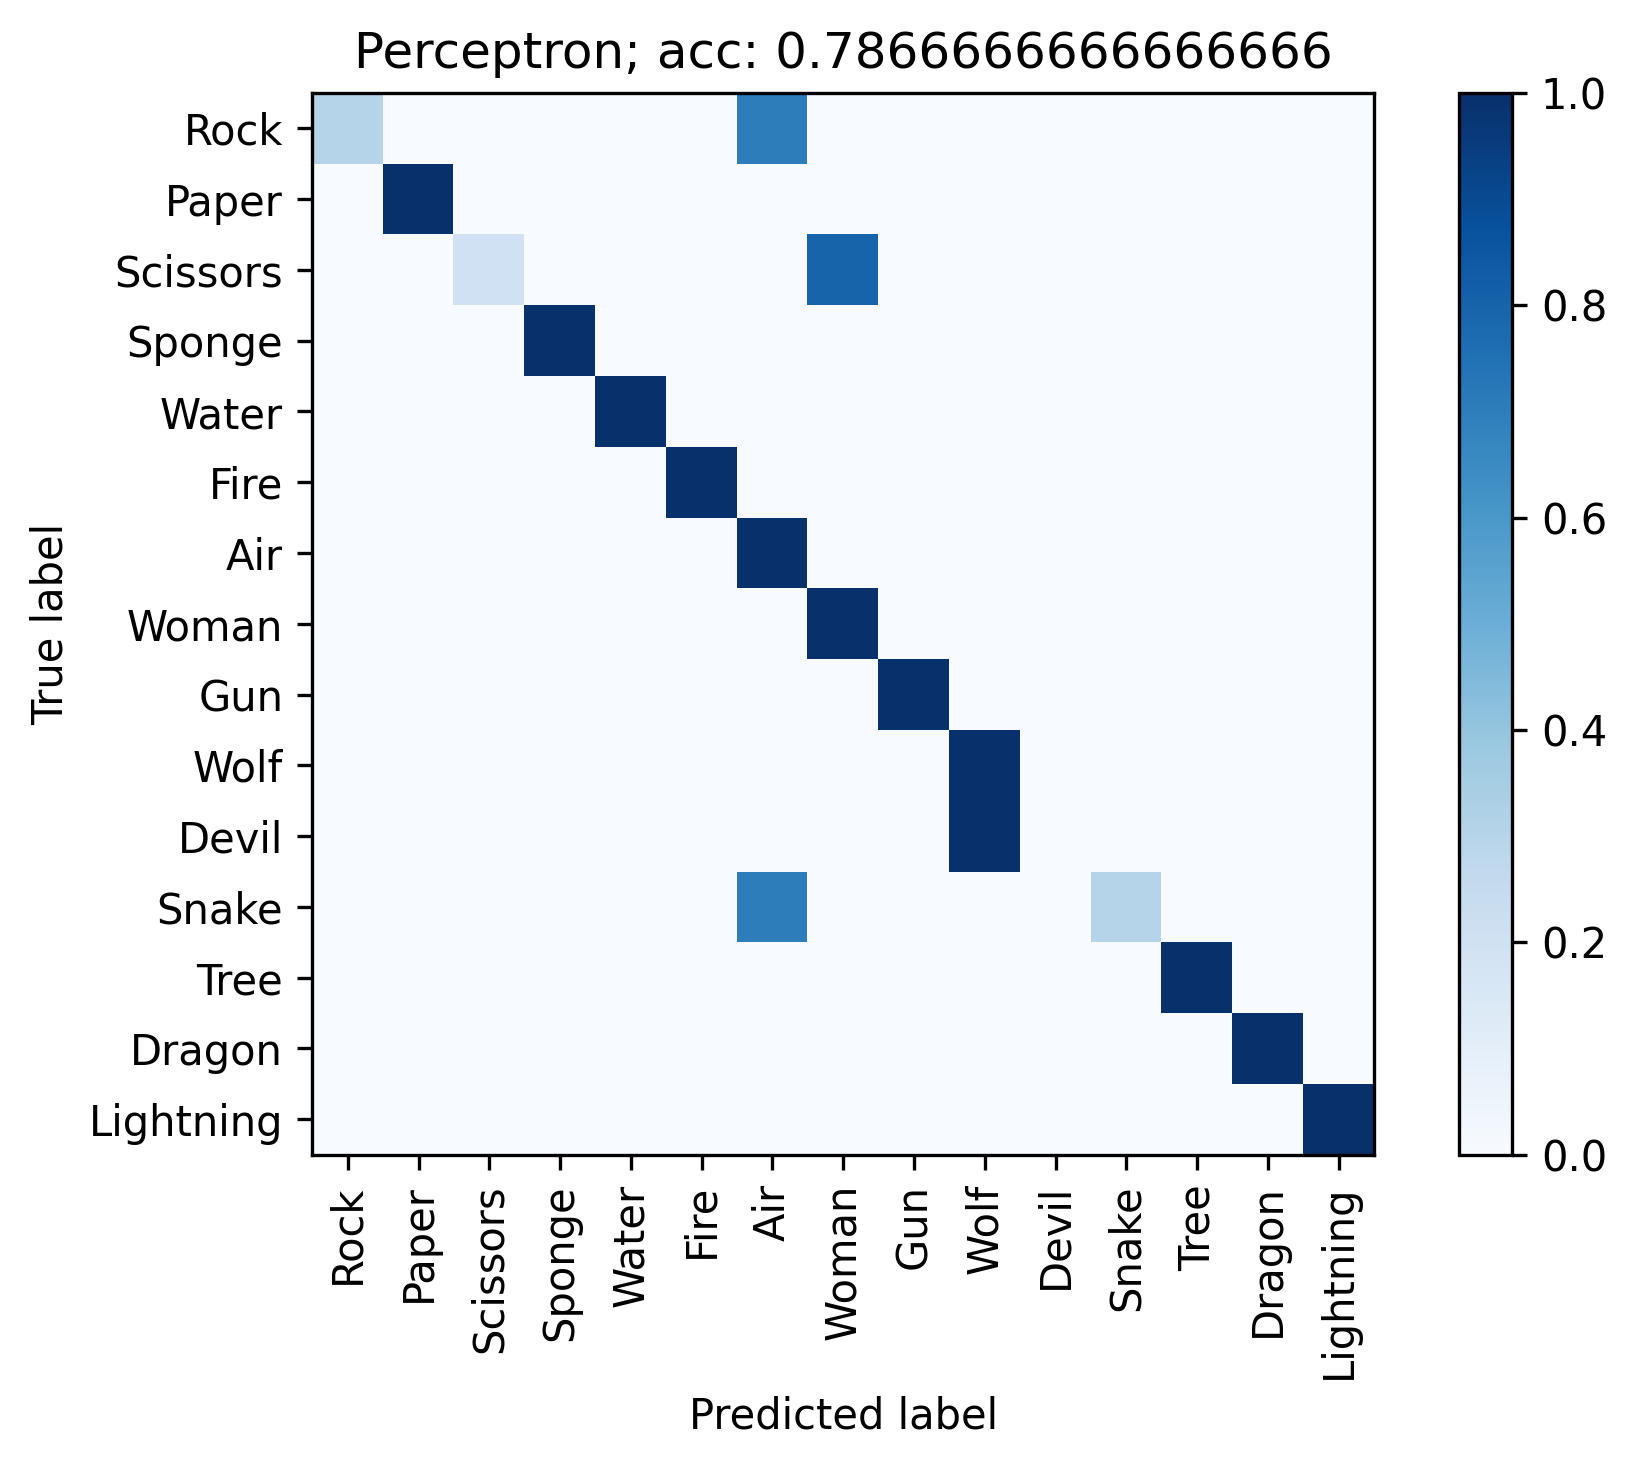 Perceptron; acc: 0.7866666666666666
True label
Rock
Paper
Scissors
Sponge
Water
Fire
Air
Woman
Gun
Wolf
Devil
Snake
Tree
Dragon
Lightning
Rock
Paper
Scissors
Sponge
Water
Fire
Air
Woman
Gun
Wolf
Devil
Snake
Tree
Dragon
Lightning
Predicted label
1.0
0.8
0.6
0.4
0.2
0.0